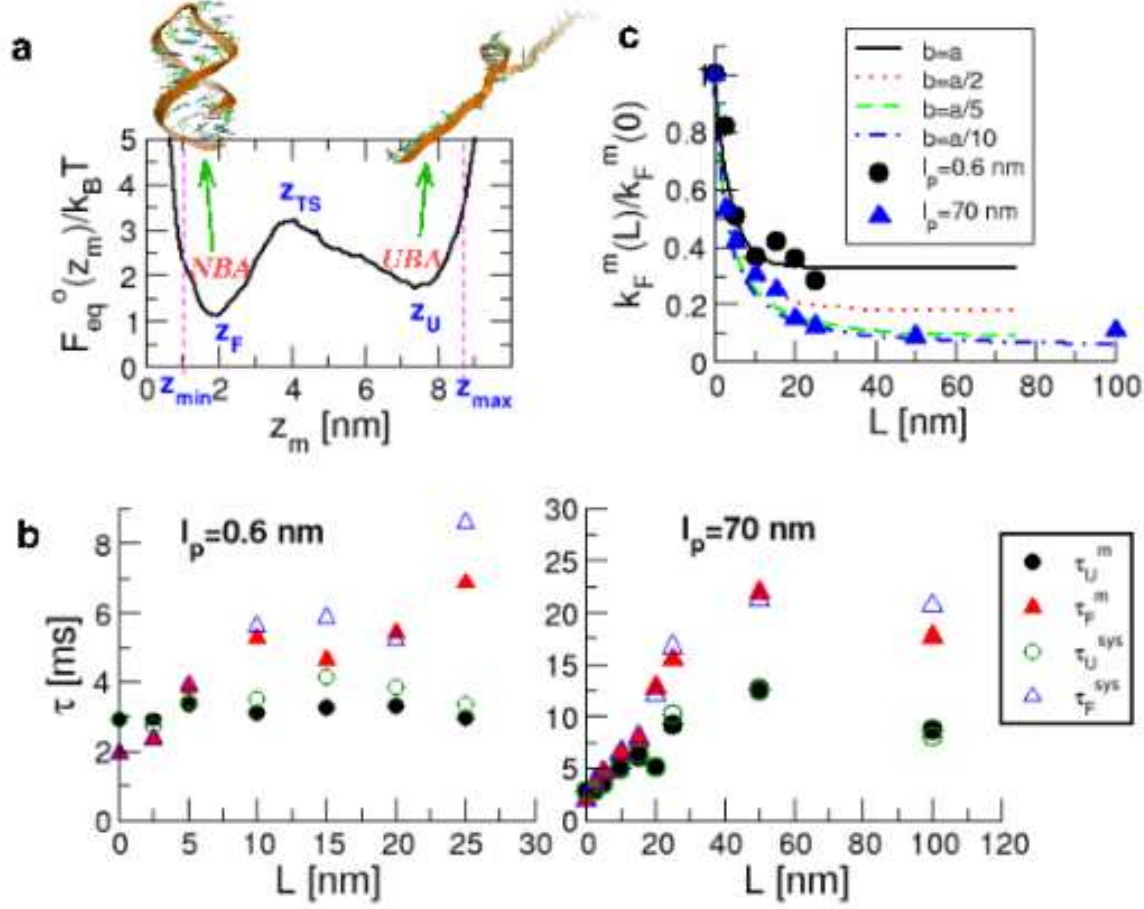 a
F_eq^o(z_m)/k_BT
5
4
3
2
1
0
z_TS
NBA
UBA
z_F
z_U
0 2 4 6 8
z_min
z_max
z_m [nm]
c
k_F^m(L)/k_F^m(0)
1
0.8
0.6
0.4
0.2
0
b=a
b=a/2
b=a/5
b=a/10
l_p=0.6 nm
l_p=70 nm
0 20 40 60 80 100
L [nm]
b
l_p=0.6 nm
τ [ms]
8
6
4
2
0
0 5 10 15 20 25 30
L [nm]
l_p=70 nm
30
25
20
15
10
5
0
0 20 40 60 80 100 120
L [nm]
τ_U^m
τ_F^m
τ_U^sys
τ_F^sys